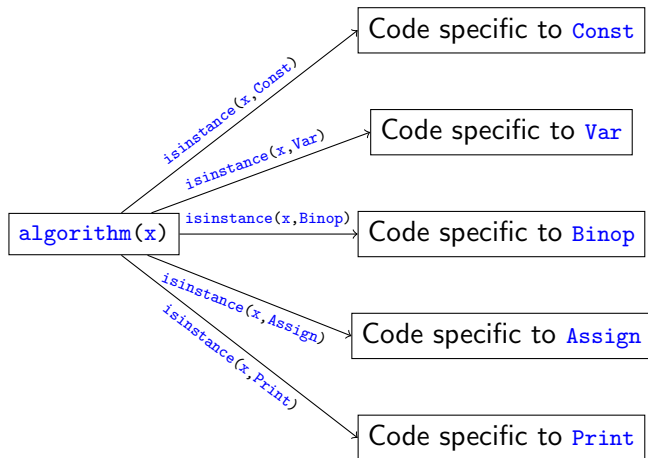 Code specific to Const
isinstance(x,Const)
Code specific to Var
isinstance(x,Var)
algorithm(x)
isinstance(x,Binop)
Code specific to Binop
isinstance(x,Assign)
Code specific to Assign
isinstance(x,Print)
Code specific to Print